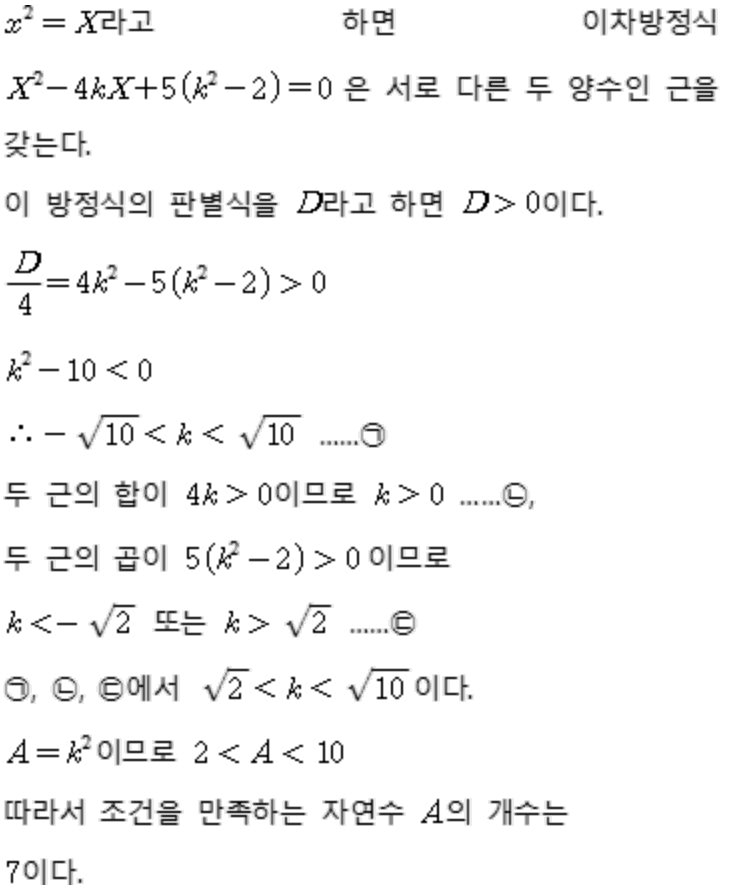 x² = X라고 하면 이차방정식
X²−4kX+5(k²−2)=0 은 서로 다른 두 양수인 근을
갖는다.
이 방정식의 판별식을 D라고 하면 D>0이다.
D/4=4k²−5(k²−2)>0
k²−10<0
∴ −√10<k<√10 ……㉠
두 근의 합이 4k>0이므로 k>0 ……㉡,
두 근의 곱이 5(k²−2)>0 이므로
k<−√2 또는 k>√2 ……㉢
㉠, ㉡, ㉢에서 √2<k<√10 이다.
A=k²이므로 2<A<10
따라서 조건을 만족하는 자연수 A의 개수는
7이다.